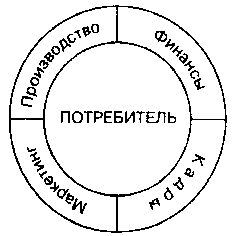 Производство
Финансы
ПОТРЕБИТЕЛЬ
Маркетинг
Кадры